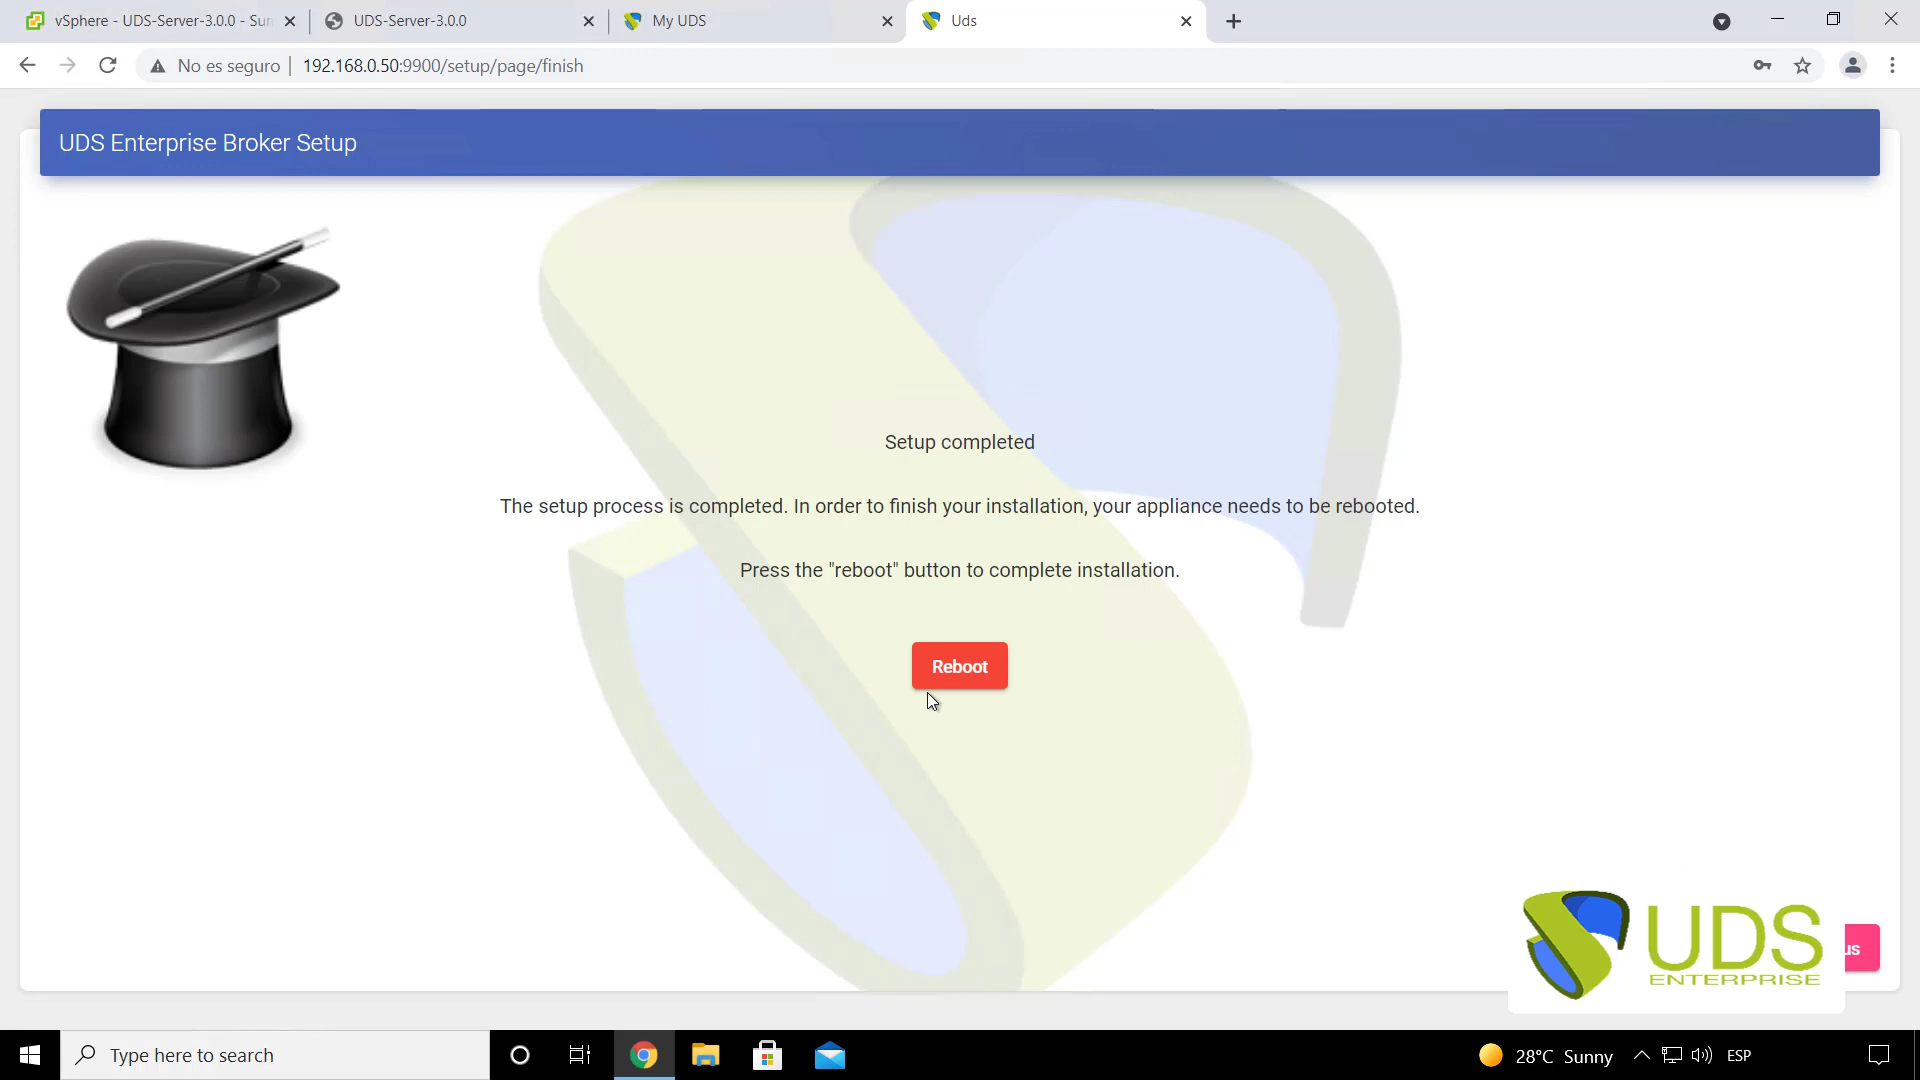 vSphere - UDS-Server-3.0.0 - Sum
UDS-Server-3.0.0
My UDS
Uds
No es seguro
192.168.0.50:9900/setup/page/finish
UDS Enterprise Broker Setup
Setup completed
The setup process is completed. In order to finish your installation, your appliance needs to be rebooted.
Press the "reboot" button to complete installation.
Reboot
us
UDS
ENTERPRISE
Type here to search
28°C Sunny
ESP